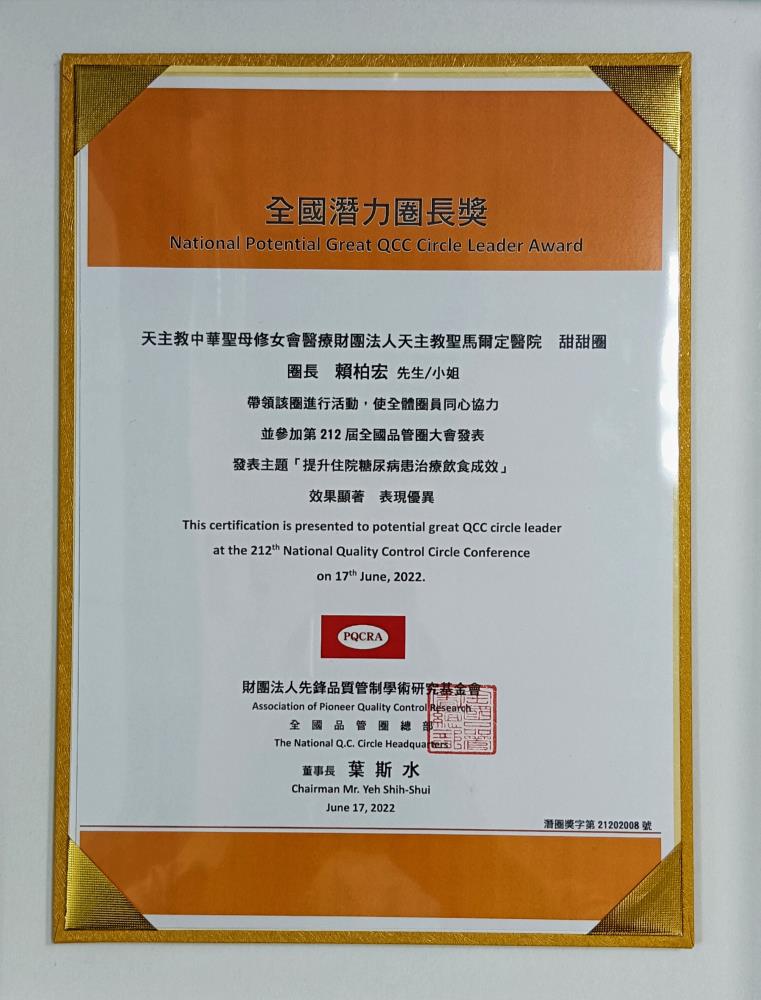 全國潛力圈長獎
National Potential Great QCC Circle Leader Award
天主教中華聖母修女會醫療財團法人天主教聖馬爾定醫院　甜甜圈
圈長　賴柏宏 先生/小姐
帶領該圈進行活動，使全體圈員同心協力
並參加第 212 屆全國品管圈大會發表
發表主題「提升住院糖尿病患治療飲食成效」
效果顯著　表現優異
This certification is presented to potential great QCC circle leader
at the 212th National Quality Control Circle Conference
on 17th June, 2022.
PQCRA
財團法人先鋒品質管制學術研究基金會
Association of Pioneer Quality Control Research
全國品管圈總部
The National Q.C. Circle Headquarters
董事長 葉斯水
Chairman Mr. Yeh Shih-Shui
June 17, 2022
潛圈獎字第 21202008 號